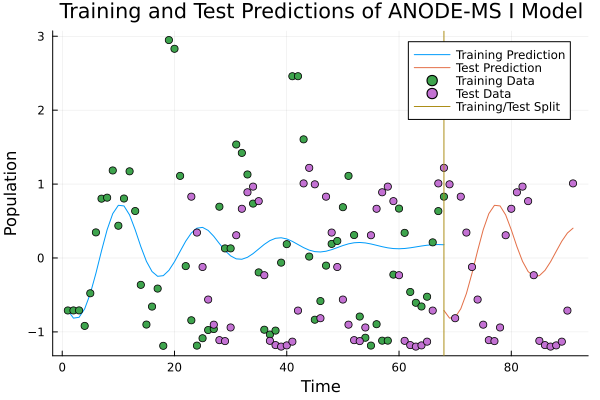 Training and Test Predictions of ANODE-MS I Model
Population
3
2
1
0
−1
Training Prediction
Test Prediction
Training Data
Test Data
Training/Test Split
0
20
40
60
80
Time